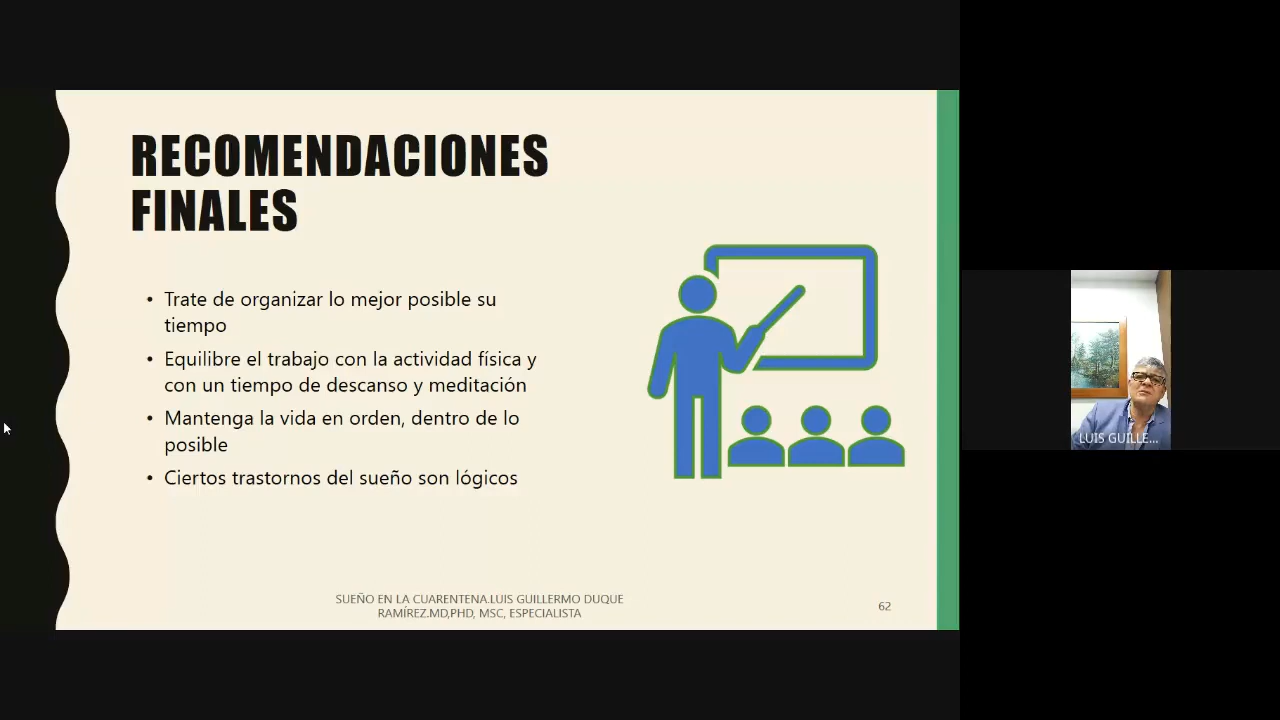 RECOMENDACIONES
FINALES
• Trate de organizar lo mejor posible su
tiempo
• Equilibre el trabajo con la actividad física y
con un tiempo de descanso y meditación
• Mantenga la vida en orden, dentro de lo
posible
• Ciertos trastornos del sueño son lógicos
SUEÑO EN LA CUARENTENA.LUIS GUILLERMO DUQUE
RAMÍREZ.MD,PHD, MSC, ESPECIALISTA
62
LUIS GUILLE...